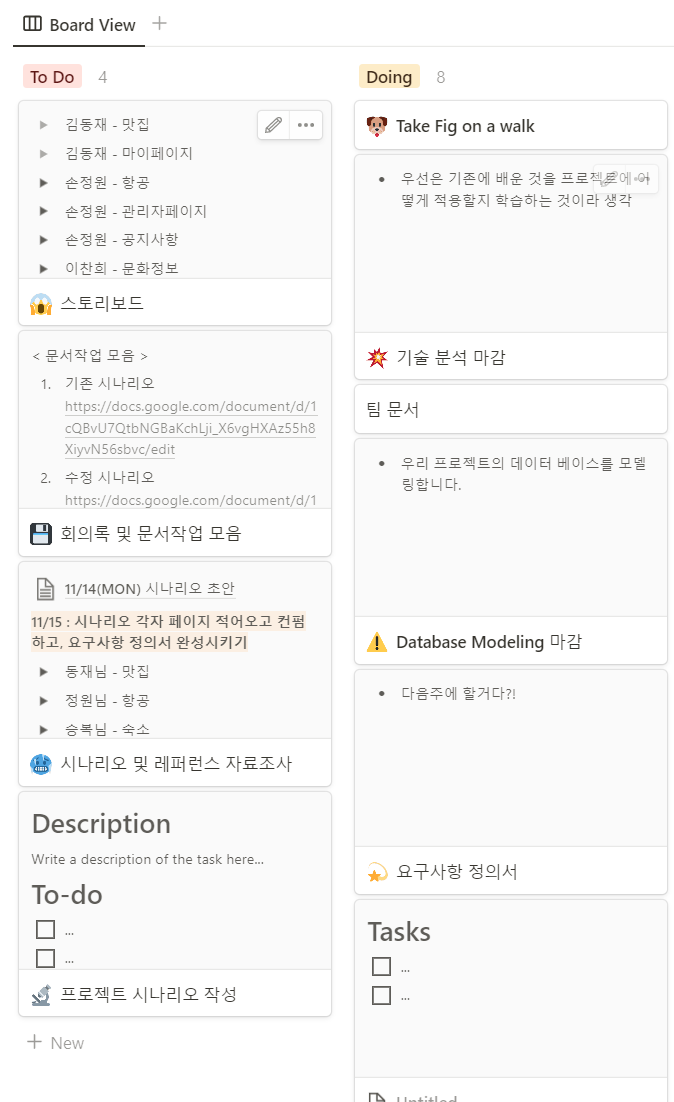 Board View
To Do 4
김동재 - 맛집
김동재 - 마이페이지
손정원 - 항공
손정원 - 관리자페이지
손정원 - 공지사항
이찬희 - 문화정보
스토리보드
< 문서작업 모음 >
1. 기존 시나리오
https://docs.google.com/document/d/1
cQBvU7QtbNGBaKchLji_X6vgHXAz55h8
XiyvN56sbvc/edit
2. 수정 시나리오
https://docs.google.com/document/d/1
회의록 및 문서작업 모음
11/14(MON) 시나리오 초안
11/15 : 시나리오 각자 페이지 적어오고 컨펌
하고, 요구사항 정의서 완성시키기
동재님 - 맛집
정원님 - 항공
승복님 - 숙소
시나리오 및 레퍼런스 자료조사
Description
Write a description of the task here...
To-do
...
...
프로젝트 시나리오 작성
New
Doing 8
Take Fig on a walk
우선은 기존에 배운 것을 프로젝트에 어
떻게 적용할지 학습하는 것이라 생각
기술 분석 마감
팀 문서
우리 프로젝트의 데이터 베이스를 모델
링합니다.
Database Modeling 마감
다음주에 할거다?!
요구사항 정의서
Tasks
...
...
Untitled